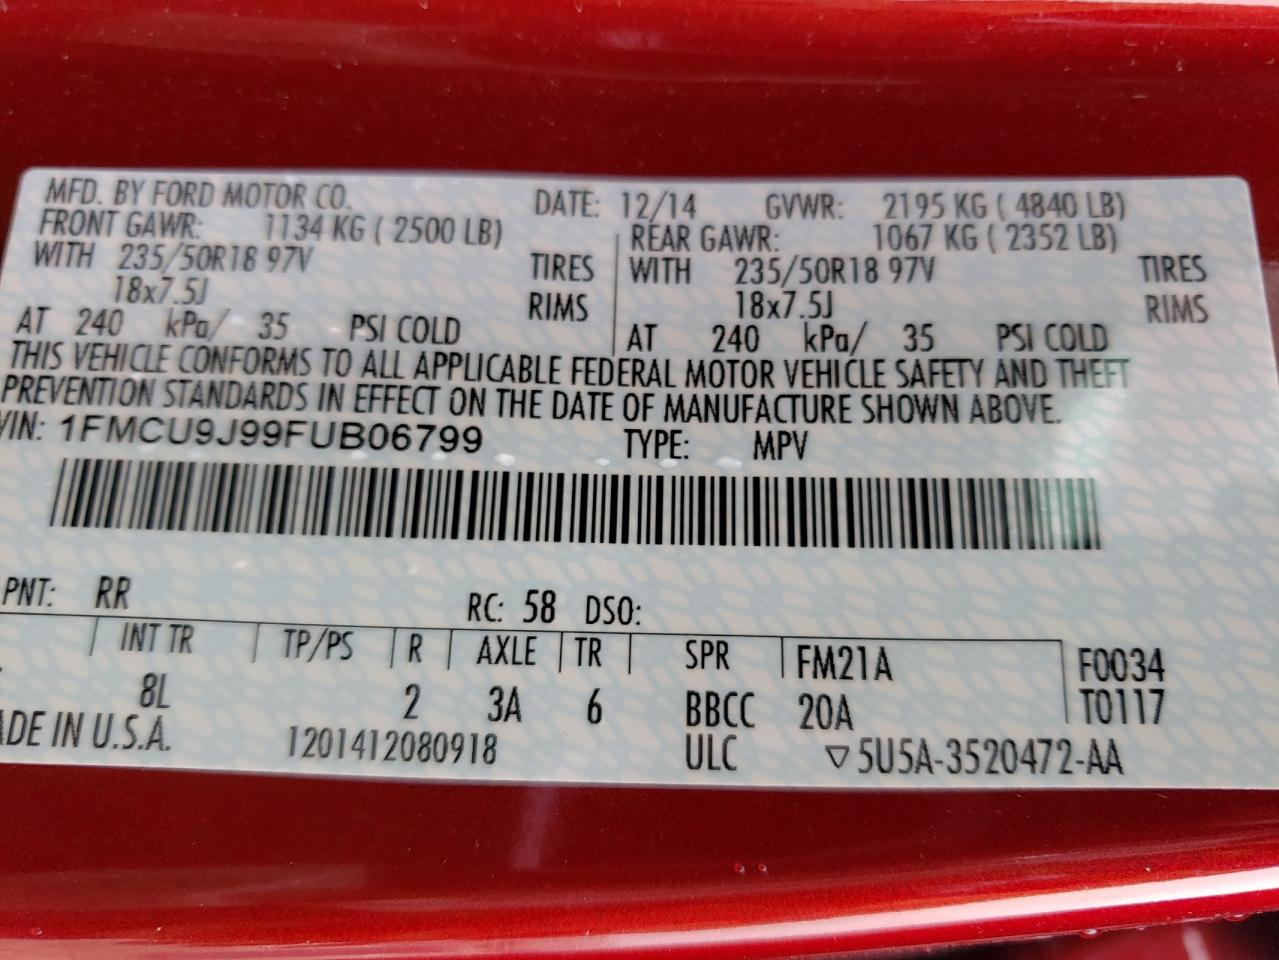 MFD. BY FORD MOTOR CO. DATE: 12/14 GVWR: 2195 KG ( 4840 LB)
FRONT GAWR: 1134 KG ( 2500 LB) REAR GAWR: 1067 KG ( 2352 LB)
WITH 235/50R18 97V TIRES WITH 235/50R18 97V TIRES
18x7.5J RIMS 18x7.5J RIMS
AT 240 kPa/ 35 PSI COLD AT 240 kPa/ 35 PSI COLD
THIS VEHICLE CONFORMS TO ALL APPLICABLE FEDERAL MOTOR VEHICLE SAFETY AND THEFT
PREVENTION STANDARDS IN EFFECT ON THE DATE OF MANUFACTURE SHOWN ABOVE.
VIN: 1FMCU9J99FUB06799 TYPE: MPV
PNT: RR RC: 58 DSO:
INT TR TP/PS R AXLE TR SPR FM21A F0034
8L 2 3A 6 BBCC 20A T0117
ADE IN U.S.A. 1201412080918 ULC ▽5U5A-3520472-AA